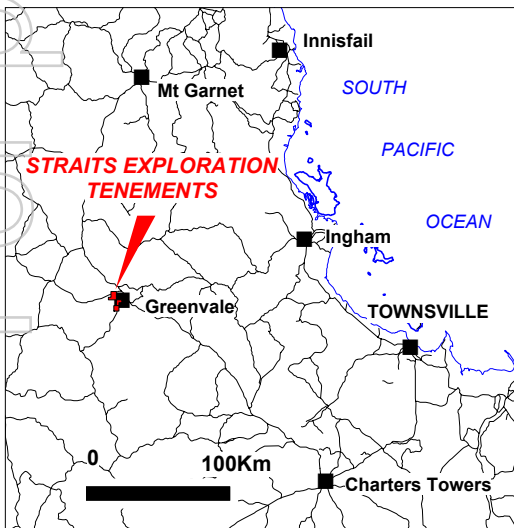 Innisfail
Mt Garnet
SOUTH
PACIFIC
OCEAN
STRAITS EXPLORATION
TENEMENTS
Ingham
Greenvale
TOWNSVILLE
0 100Km
Charters Towers